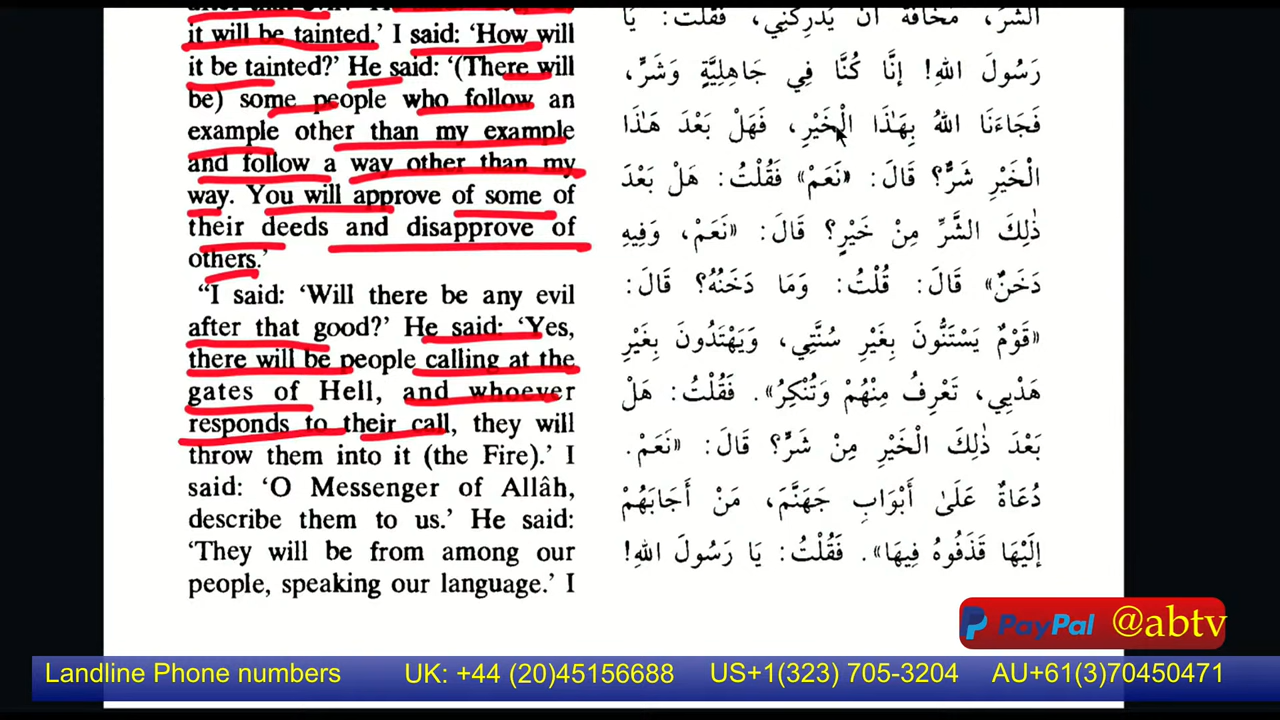 it will be tainted.' I said: 'How will
it be tainted?' He said: '(There will
be) some people who follow an
example other than my example
and follow a way other than my
way. You will approve of some of
their deeds and disapprove of
others.'
"I said: 'Will there be any evil
after that good?' He said: 'Yes,
there will be people calling at the
gates of Hell, and whoever
responds to their call, they will
throw them into it (the Fire).' I
said: 'O Messenger of Allâh,
describe them to us.' He said:
'They will be from among our
people, speaking our language.' I
الشَّرِّ، مَخَافَةَ أَنْ يُدْرِكَنِي، فَقُلْتُ: يَا
رَسُولَ اللهِ! إِنَّا كُنَّا فِي جَاهِلِيَّةٍ وَشَرٍّ،
فَجَاءَنَا اللهُ بِهَٰذَا الْخَيْرِ، فَهَلْ بَعْدَ هَٰذَا
الْخَيْرِ شَرٌّ؟ قَالَ: «نَعَمْ» فَقُلْتُ: هَلْ بَعْدَ
ذَٰلِكَ الشَّرِّ مِنْ خَيْرٍ؟ قَالَ: «نَعَمْ، وَفِيهِ
دَخَنٌ» قَالَ: قُلْتُ: وَمَا دَخَنُهُ؟ قَالَ:
«قَوْمٌ يَسْتَنُّونَ بِغَيْرِ سُنَّتِي، وَيَهْتَدُونَ بِغَيْرِ
هَدْيِي، تَعْرِفُ مِنْهُمْ وَتُنْكِرُ». فَقُلْتُ: هَلْ
بَعْدَ ذَٰلِكَ الْخَيْرِ مِنْ شَرٍّ؟ قَالَ: «نَعَمْ.
دُعَاةٌ عَلَىٰ أَبْوَابِ جَهَنَّمَ، مَنْ أَجَابَهُمْ
إِلَيْهَا قَذَفُوهُ فِيهَا». فَقُلْتُ: يَا رَسُولَ اللهِ!
PayPal @abtv
Landline Phone numbers UK: +44 (20)45156688 US+1(323) 705-3204 AU+61(3)70450471